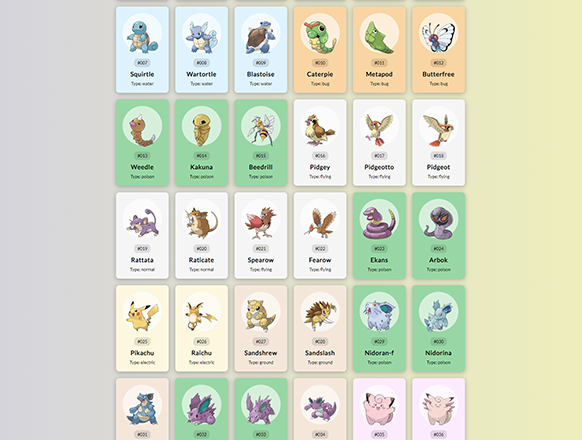 #007 #008 #009 #010 #011 #012
Squirtle Wartortle Blastoise Caterpie Metapod Butterfree
Type: water Type: water Type: water Type: bug Type: bug Type: bug
#013 #014 #015 #016 #017 #018
Weedle Kakuna Beedrill Pidgey Pidgeotto Pidgeot
Type: poison Type: poison Type: poison Type: flying Type: flying Type: flying
#019 #020 #021 #022 #023 #024
Rattata Raticate Spearow Fearow Ekans Arbok
Type: normal Type: normal Type: flying Type: flying Type: poison Type: poison
#025 #026 #027 #028 #029 #030
Pikachu Raichu Sandshrew Sandslash Nidoran-f Nidorina
Type: electric Type: electric Type: ground Type: ground Type: poison Type: poison
#031 #032 #033 #034 #035 #036